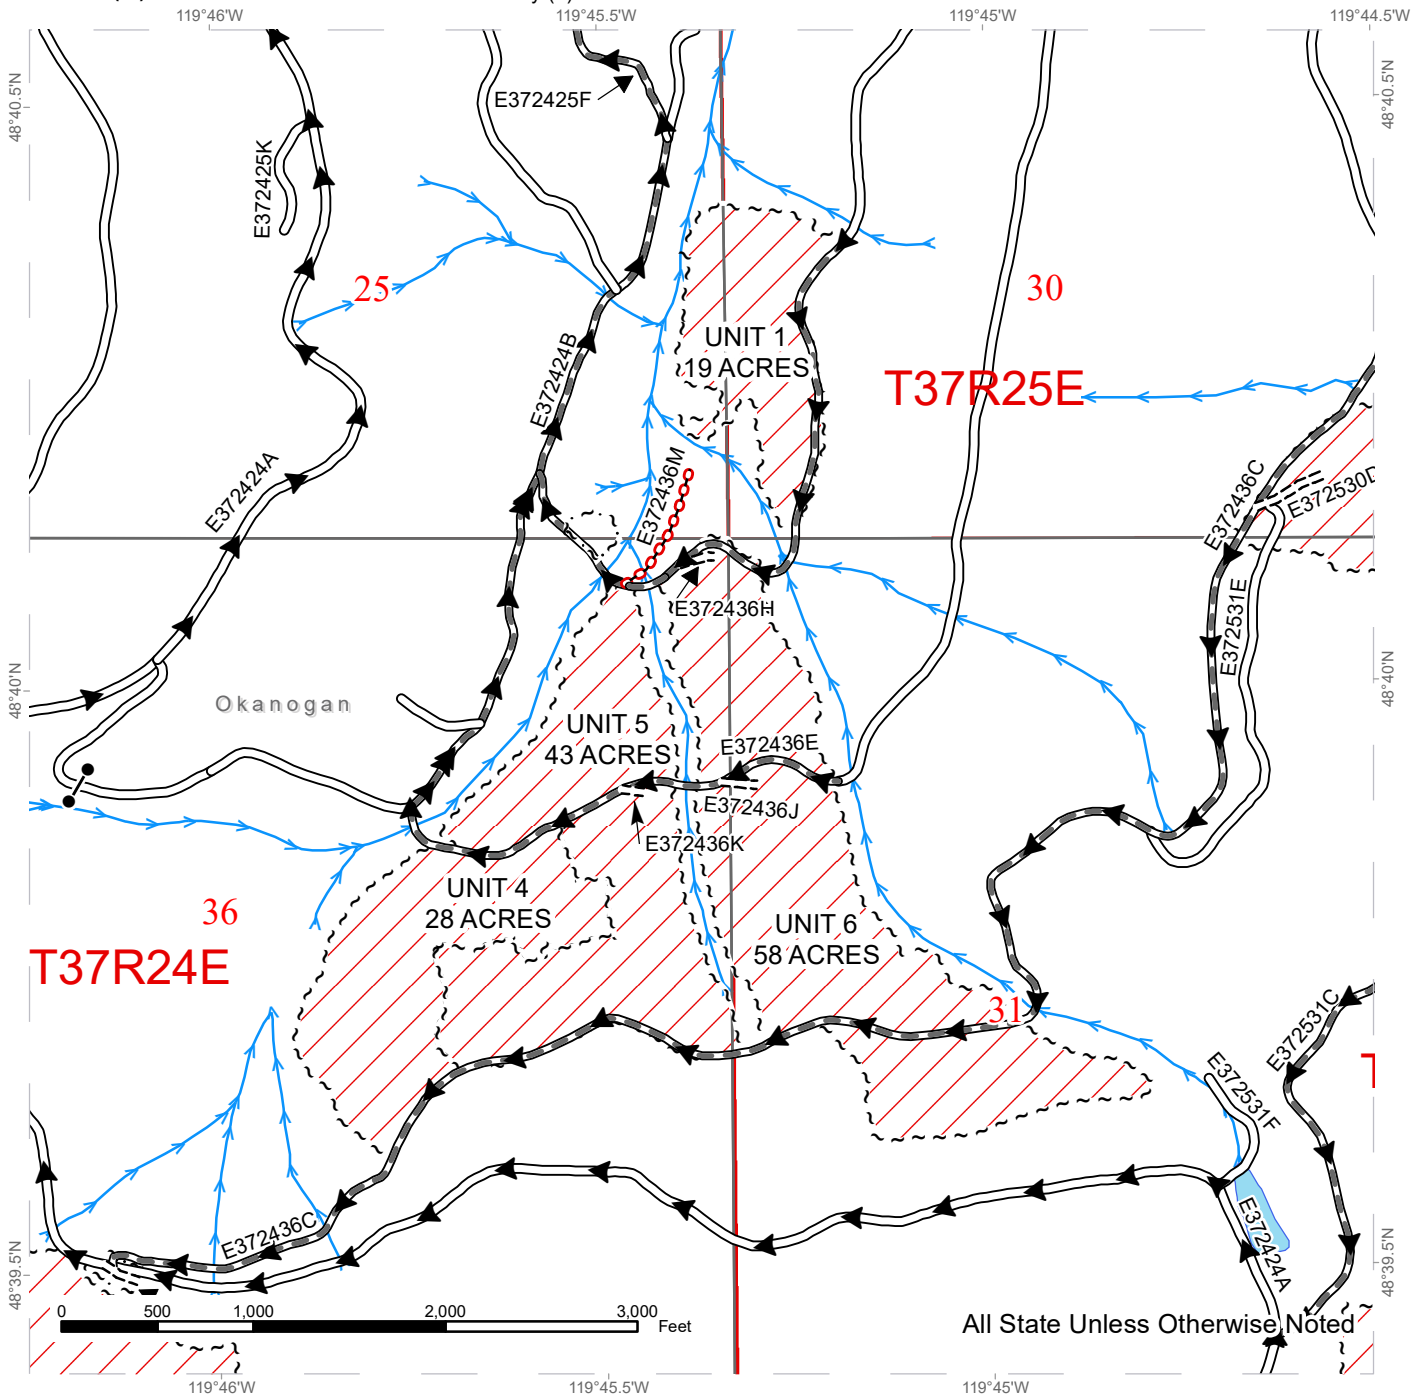 119°46'W
119°45.5'W
119°45'W
119°44.5'W
48°40.5'N
48°40.5'N
E372425F
E372425K
25
30
UNIT 1
19 ACRES
E372424B
T37R25E
E372424A
E372436M
E372436C
E372530D
E372436H
E372531E
48°40'N
48°40'N
Okanogan
UNIT 5
43 ACRES
E372436E
E372436J
E372436K
UNIT 4
28 ACRES
36
UNIT 6
58 ACRES
T37R24E
31
E372531C
E372531F
E372436C
E372424A
48°39.5'N
48°39.5'N
0 500 1,000 2,000 3,000
Feet
All State Unless Otherwise Noted
119°46'W
119°45.5'W
119°45'W